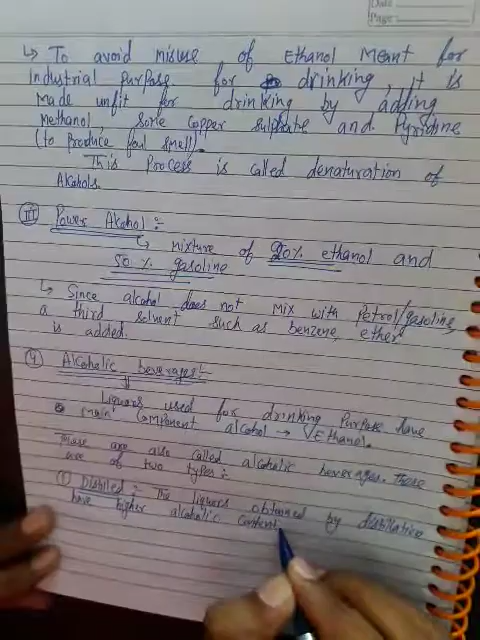 Date
Page
↳ To avoid misuse of Ethanol Meant for
Industrial Purpose for drinking, it is
made unfit for drinking by adding
Methanol, some Copper sulphate and Pyridine
(to produce foul smell).
This Process is called denaturation of
Alcohols.
III Power Alcohol :-
↳ mixture of 20% ethanol and
80% gasoline
↳ Since alcohol does not mix with Petrol/gasoline,
a third solvent such as benzene, ether
is added.
4 Alcoholic beverages :-
Liquors used for drinking Purpose have
main component alcohol → Ethanol.
These are also called alcoholic beverages. These
are of two types :-
① Distilled :- The liquors obtained by distillation
have higher alcoholic content